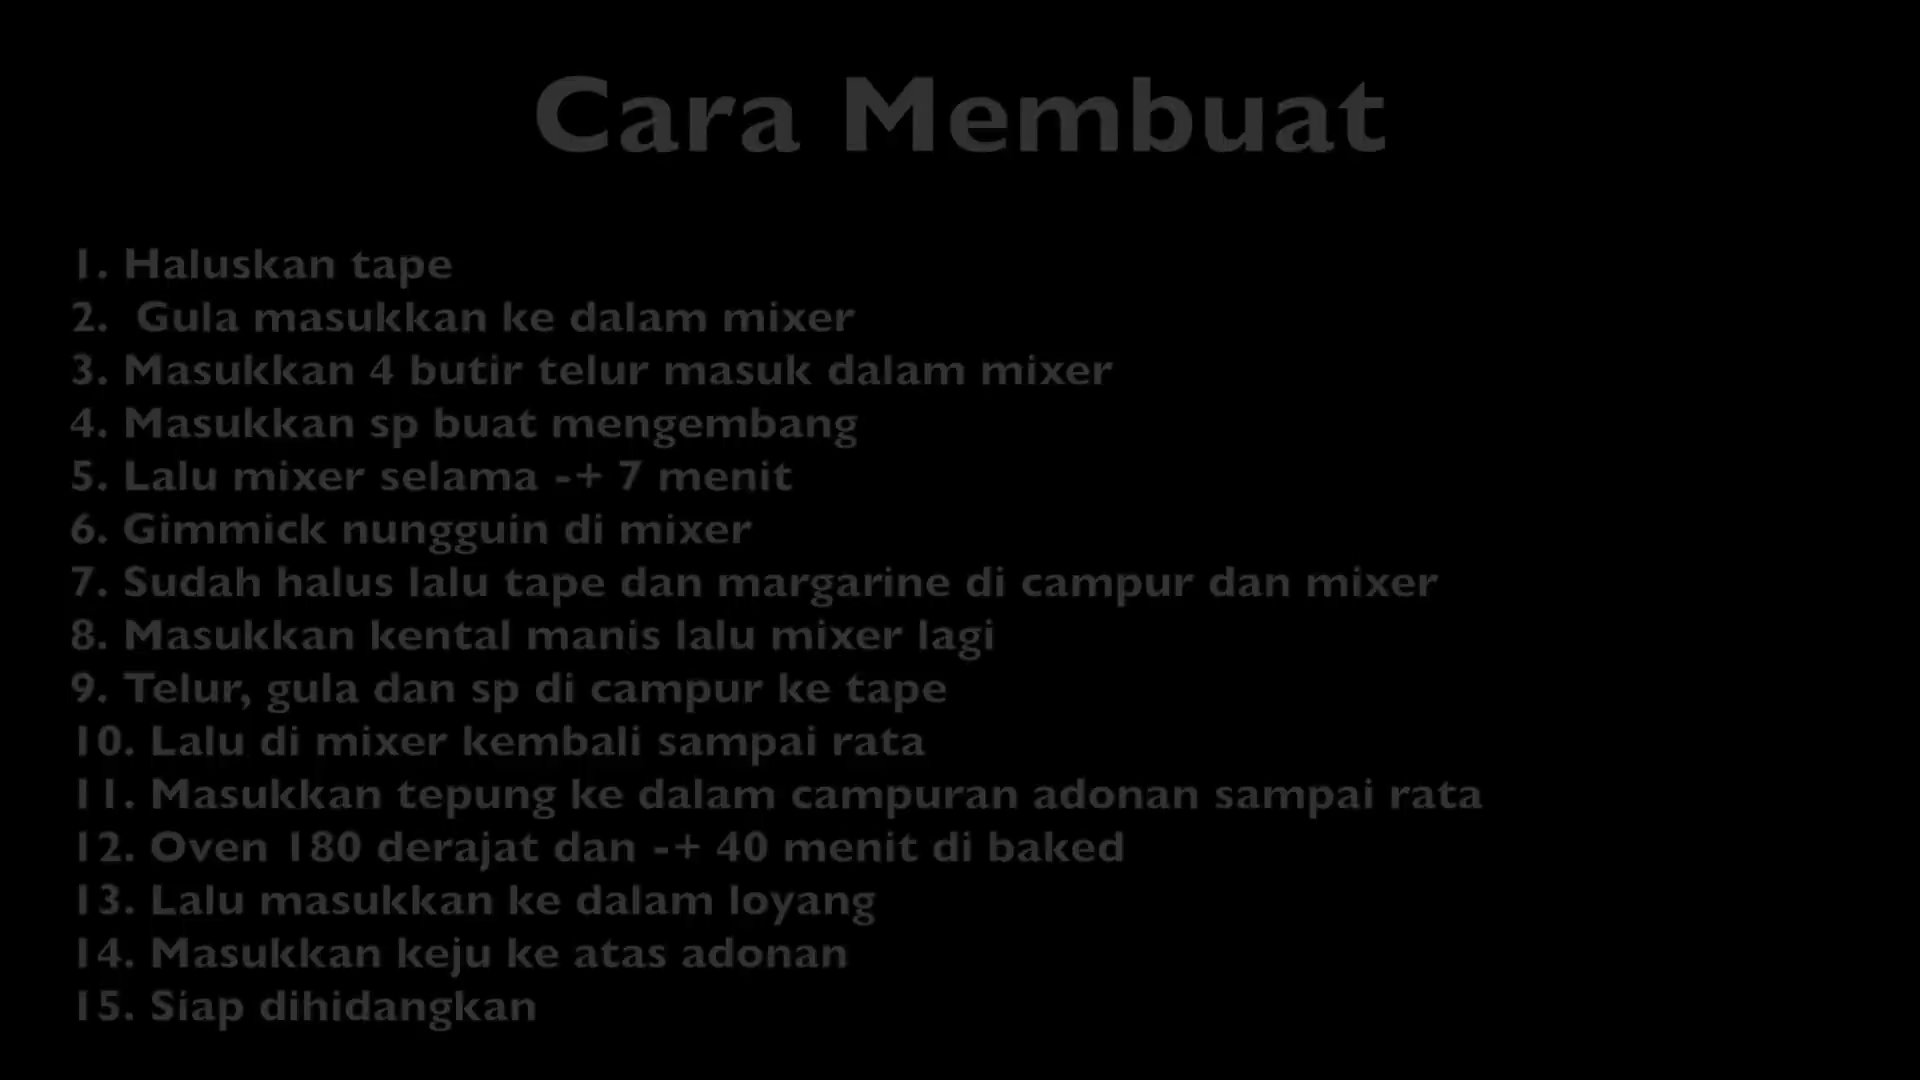 Cara Membuat
1. Haluskan tape
2. Gula masukkan ke dalam mixer
3. Masukkan 4 butir telur masuk dalam mixer
4. Masukkan sp buat mengembang
5. Lalu mixer selama -+ 7 menit
6. Gimmick nungguin di mixer
7. Sudah halus lalu tape dan margarine di campur dan mixer
8. Masukkan kental manis lalu mixer lagi
9. Telur, gula dan sp di campur ke tape
10. Lalu di mixer kembali sampai rata
11. Masukkan tepung ke dalam campuran adonan sampai rata
12. Oven 180 derajat dan -+ 40 menit di baked
13. Lalu masukkan ke dalam loyang
14. Masukkan keju ke atas adonan
15. Siap dihidangkan